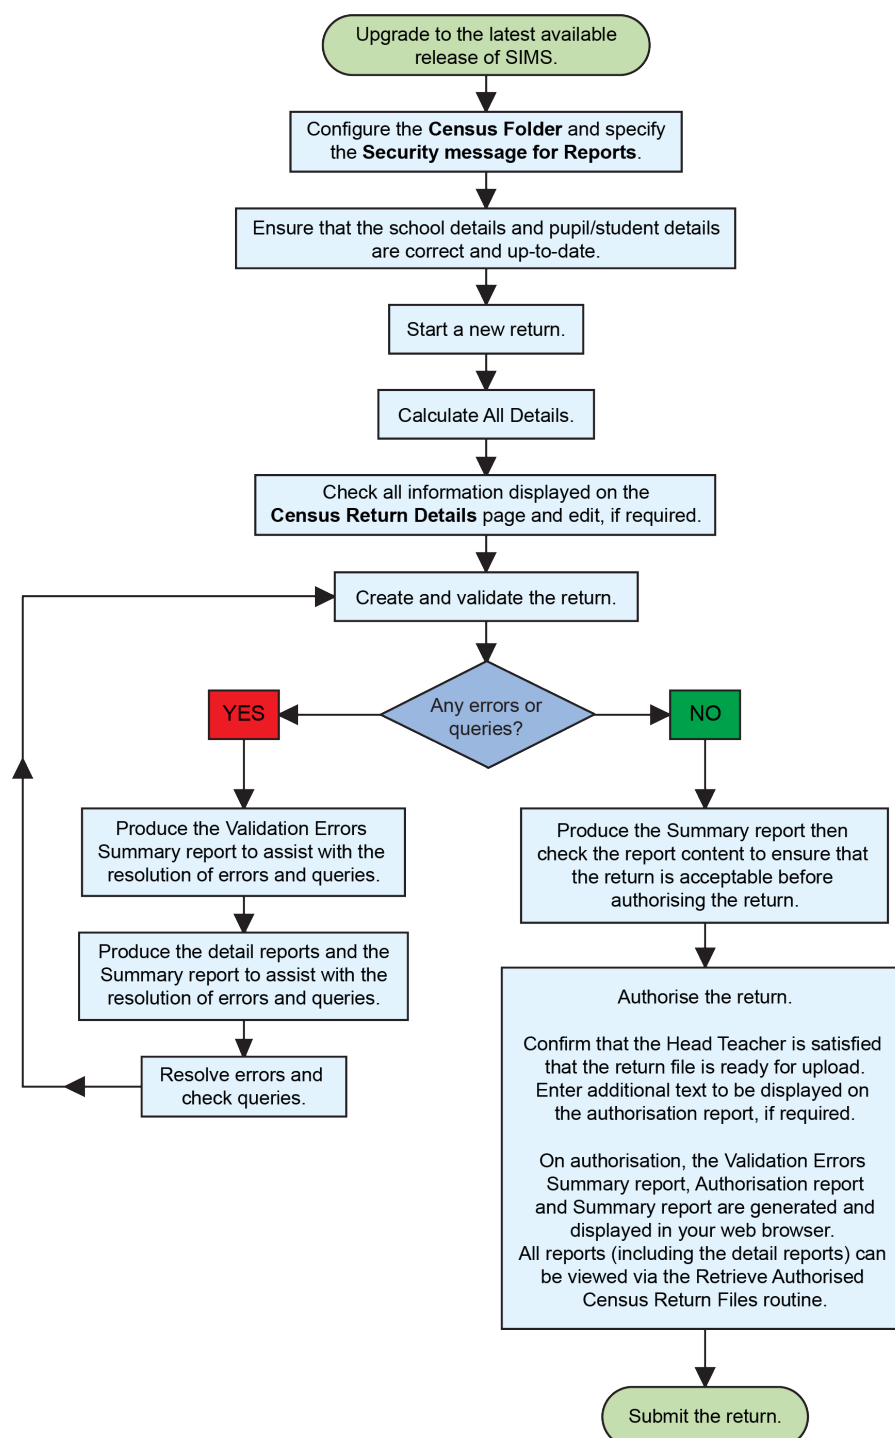 Upgrade to the latest available
release of SIMS.
Configure the Census Folder and specify
the Security message for Reports.
Ensure that the school details and pupil/student details
are correct and up-to-date.
Start a new return.
Calculate All Details.
Check all information displayed on the
Census Return Details page and edit, if required.
Create and validate the return.
Any errors or
queries?
YES
NO
Produce the Validation Errors
Summary report to assist with the
resolution of errors and queries.
Produce the detail reports and the
Summary report to assist with the
resolution of errors and queries.
Resolve errors and
check queries.
Produce the Summary report then
check the report content to ensure that
the return is acceptable before
authorising the return.
Authorise the return.
Confirm that the Head Teacher is satisfied
that the return file is ready for upload.
Enter additional text to be displayed on
the authorisation report, if required.
On authorisation, the Validation Errors
Summary report, Authorisation report
and Summary report are generated and
displayed in your web browser.
All reports (including the detail reports) can
be viewed via the Retrieve Authorised
Census Return Files routine.
Submit the return.